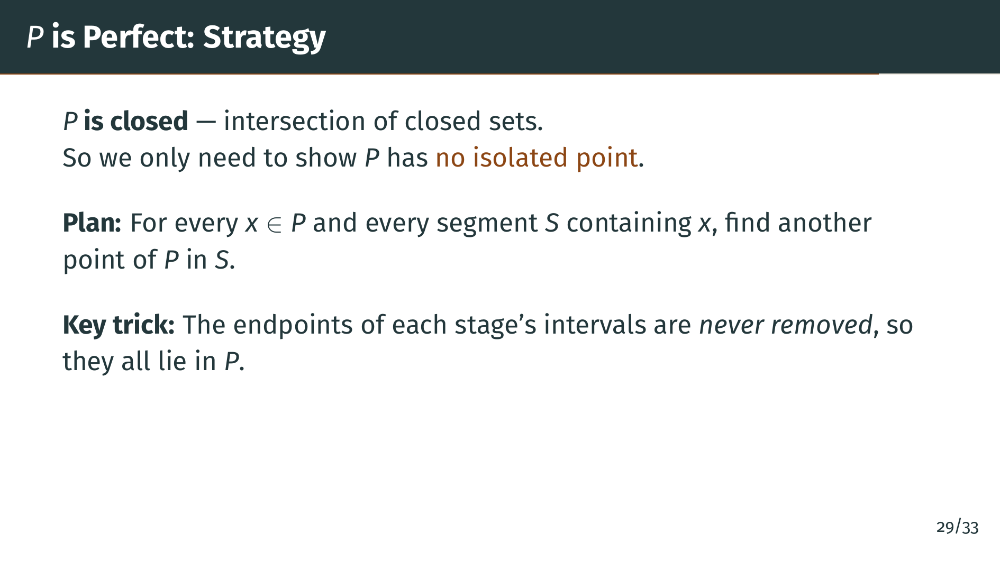 P is Perfect: Strategy
P is closed — intersection of closed sets.
So we only need to show P has no isolated point.
Plan: For every x ∈ P and every segment S containing x, find another
point of P in S.
Key trick: The endpoints of each stage’s intervals are never removed, so
they all lie in P.
29/33